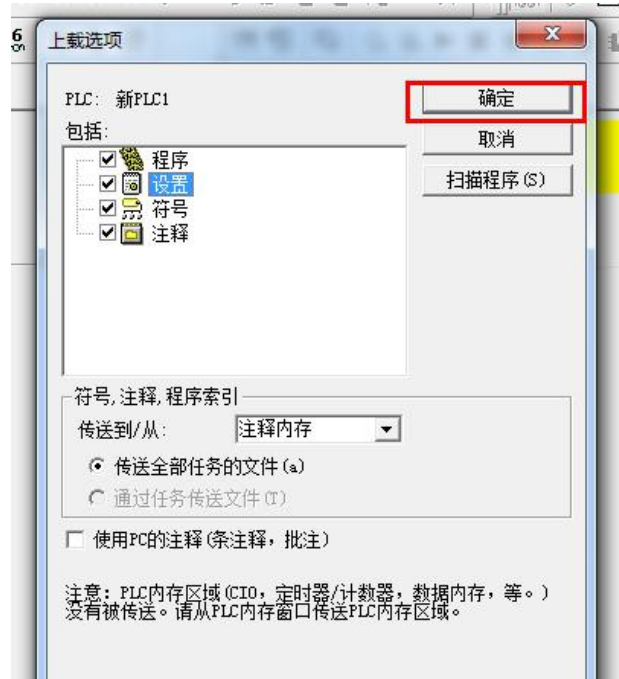 6
上载选项
PLC: 新PLC1
确定
包括:
取消
程序
扫描程序(S)
设置
符号
注释
符号,注释,程序索引
传送到/从:
注释内存
传送全部任务的文件(a)
通过任务传送文件(T)
使用PC的注释(条注释，批注)
注意：PLC内存区域(CIO，定时器/计数器，数据内存，等。)
没有被传送。请从PLC内存窗口传送PLC内存区域。